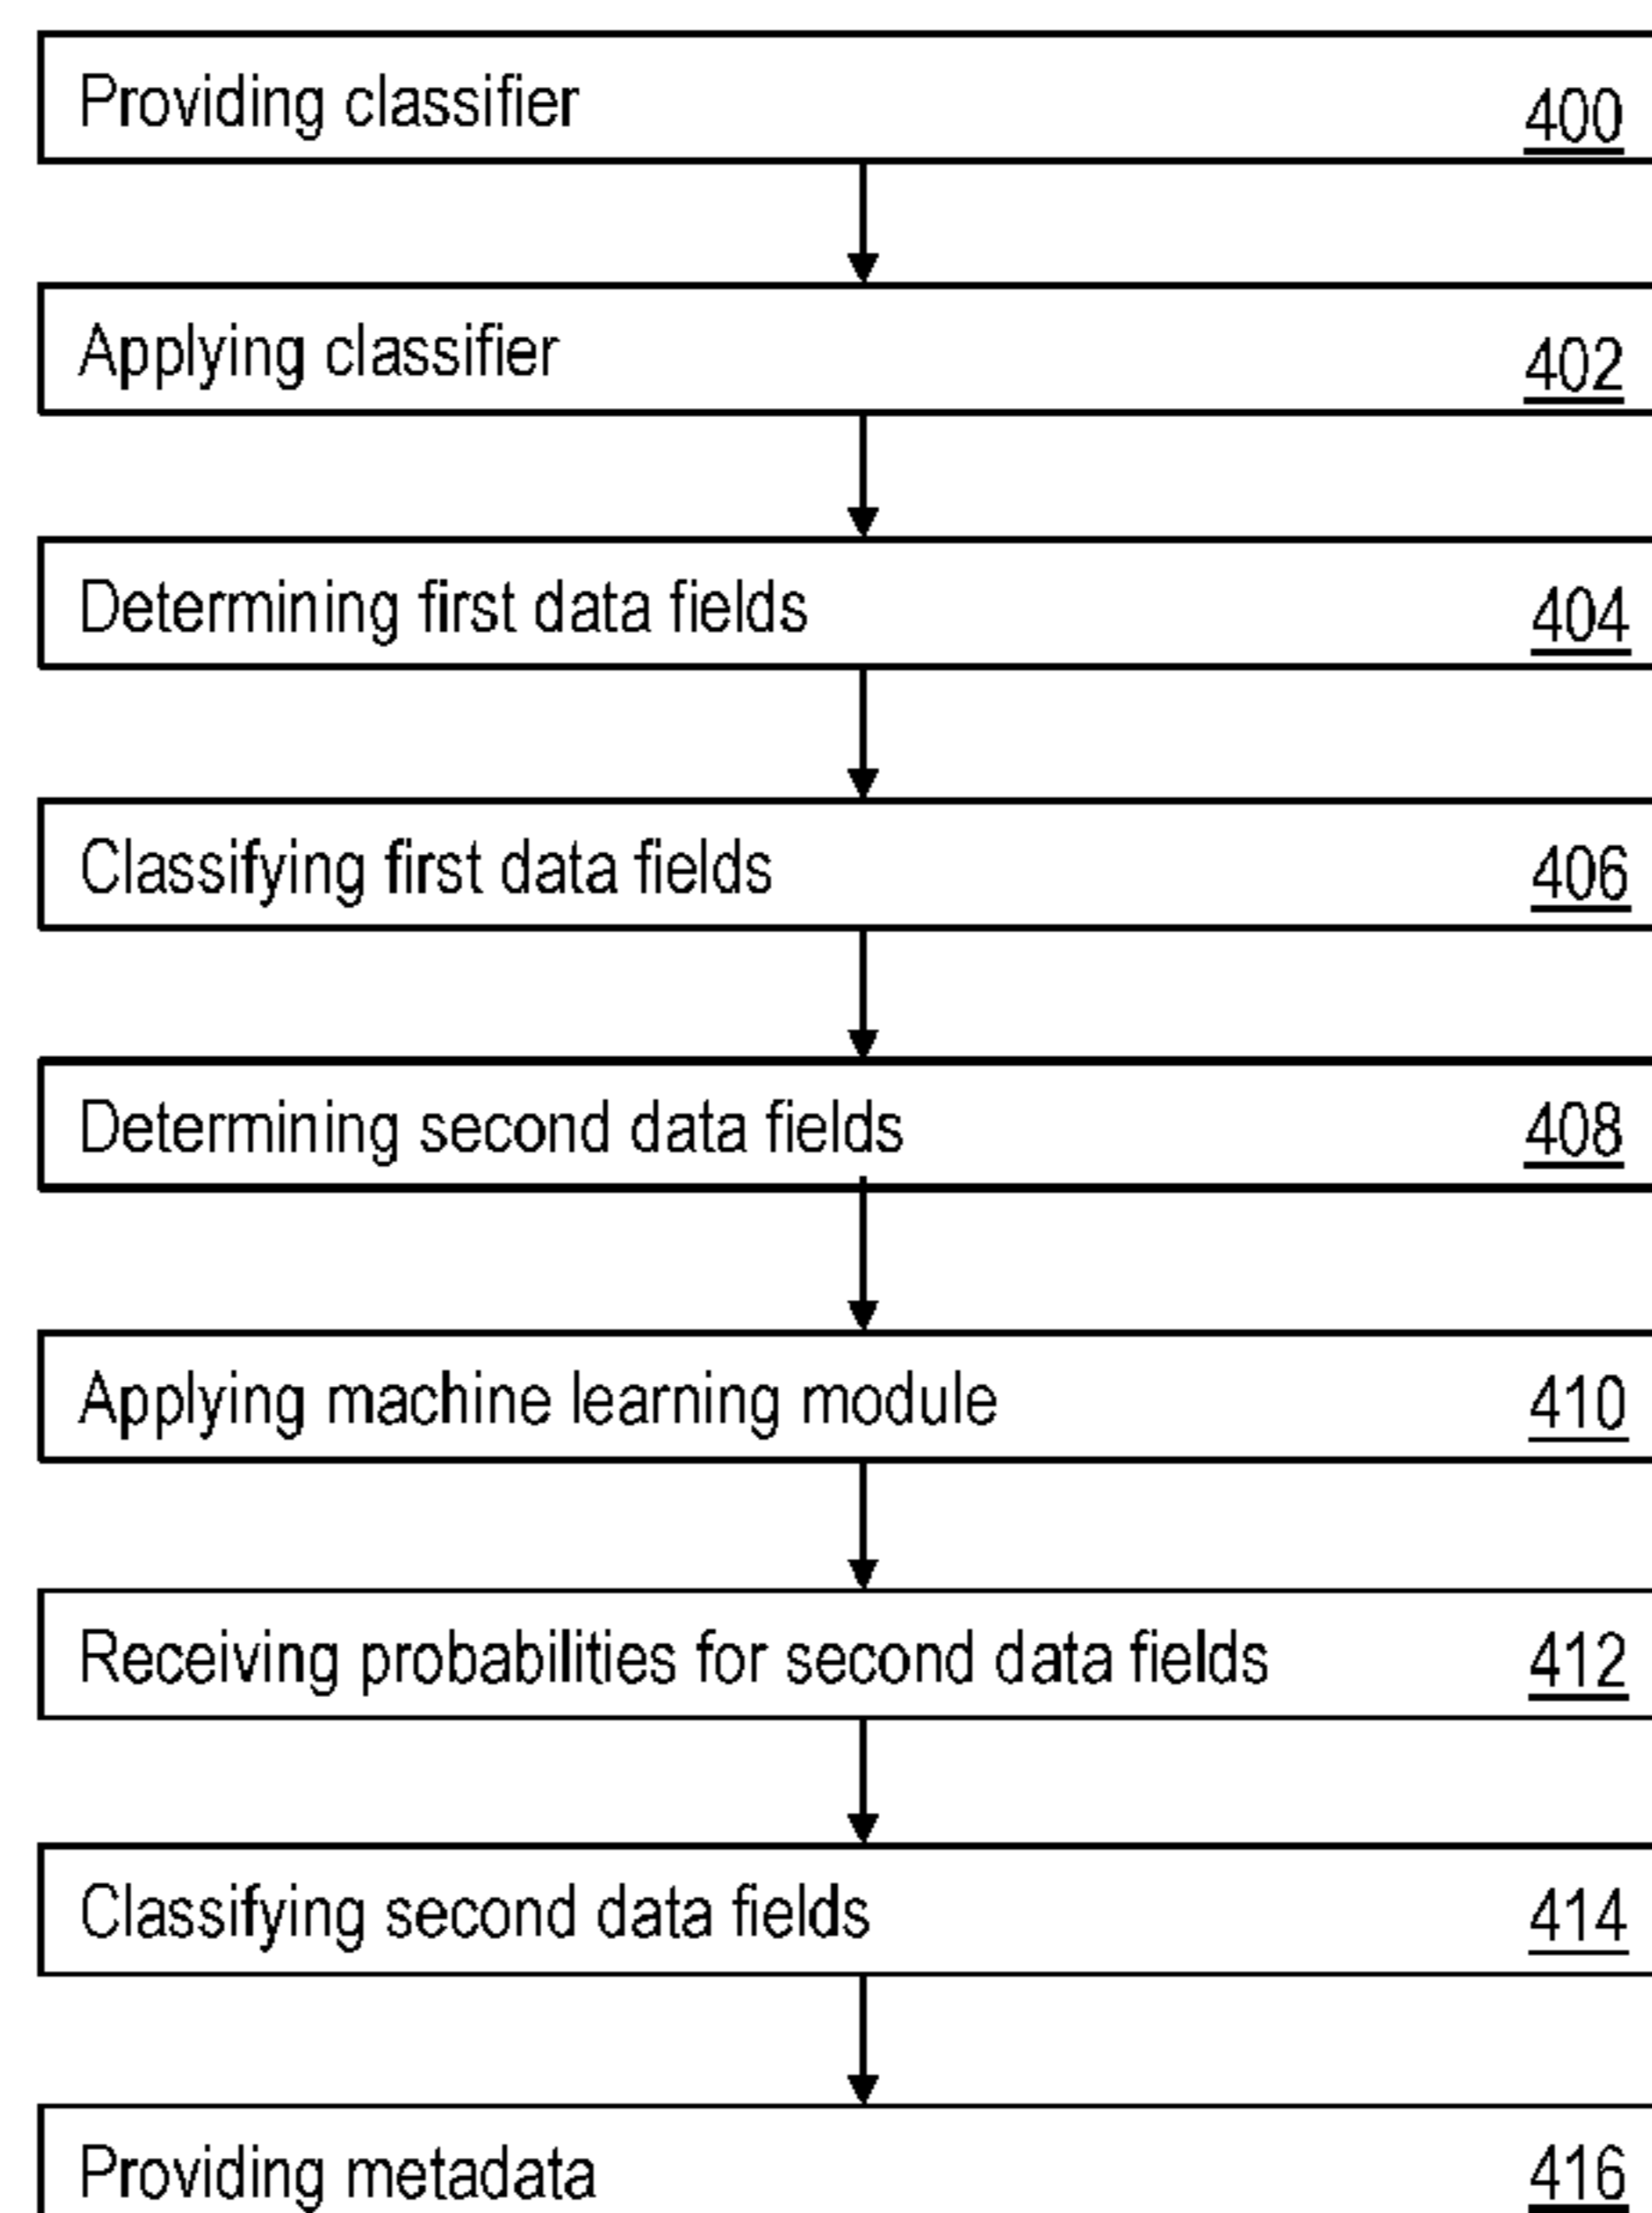 Providing classifier 400
Applying classifier 402
Determining first data fields 404
Classifying first data fields 406
Determining second data fields 408
Applying machine learning module 410
Receiving probabilities for second data fields 412
Classifying second data fields 414
Providing metadata 416